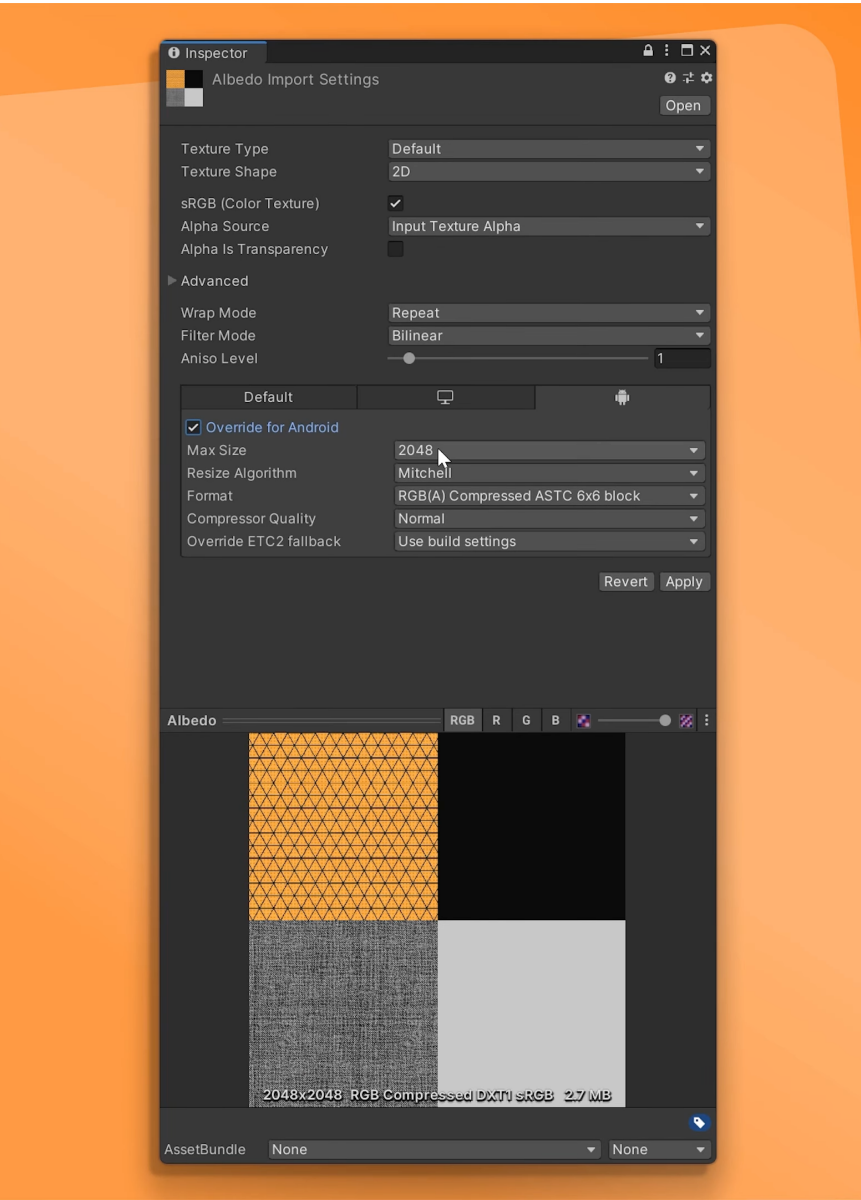 Inspector
Albedo Import Settings
Open
Texture Type Default
Texture Shape 2D
sRGB (Color Texture)
Alpha Source Input Texture Alpha
Alpha Is Transparency
Advanced
Wrap Mode Repeat
Filter Mode Bilinear
Aniso Level 1
Default
Override for Android
Max Size 2048
Resize Algorithm Mitchell
Format RGB(A) Compressed ASTC 6x6 block
Compressor Quality Normal
Override ETC2 fallback Use build settings
Revert Apply
Albedo RGB R G B
2048x2048 RGB Compressed DXT1 sRGB 2.7 MB
AssetBundle None None